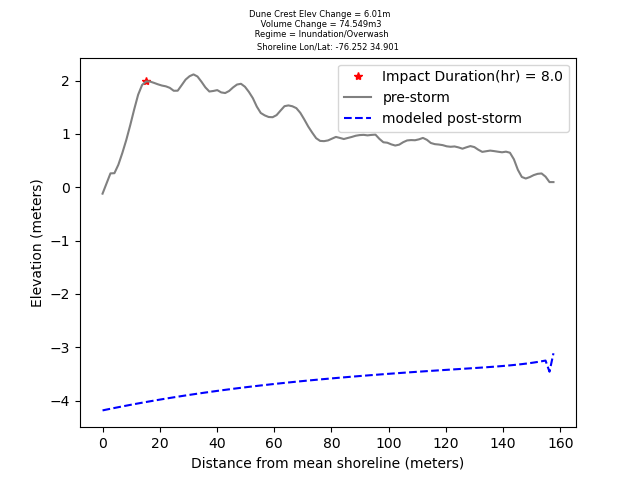 Dune Crest Elev Change = 6.01m
Volume Change = 74.549m3
Regime = Inundation/Overwash
Shoreline Lon/Lat: -76.252 34.901
Impact Duration(hr) = 8.0
pre-storm
modeled post-storm
Elevation (meters)
2
1
0
−1
−2
−3
−4
0 20 40 60 80 100 120 140 160
Distance from mean shoreline (meters)